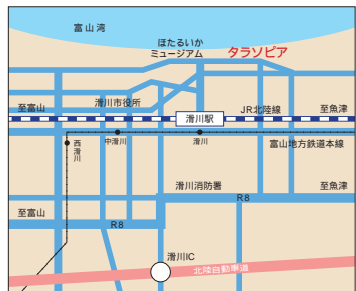 富山湾
ほたるいか
ミュージアム
タラソピア
至富山
滑川市役所
滑川駅
JR北陸線
至魚津
西滑川
中滑川
滑川
富山地方鉄道本線
滑川消防署
至魚津
至富山
R8
R8
滑川IC
北陸自動車道